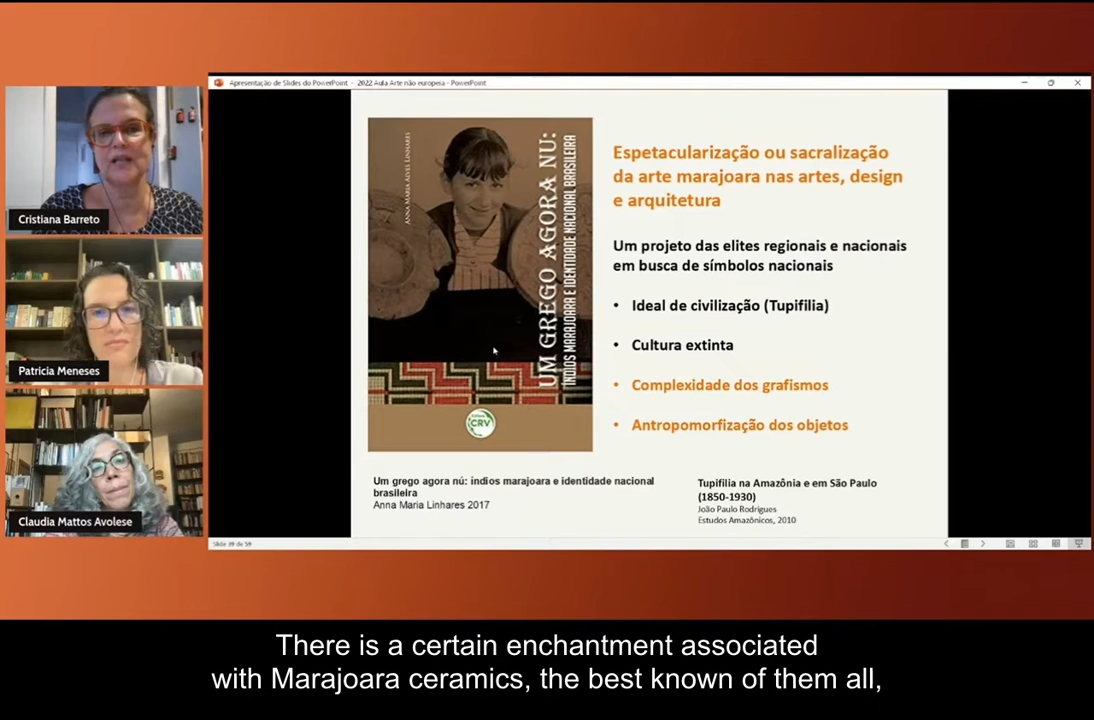 Apresentação de Slides do PowerPoint - 2022 Aula Arte não europeia - PowerPoint
Cristiana Barreto
Patricia Meneses
Claudia Mattos Avolese
ANNA MARIA ALVES LINHARES
UM GREGO AGORA NU:
ÍNDIOS MARAJOARA E IDENTIDADE NACIONAL BRASILEIRA
CRV
Espetacularização ou sacralização
da arte marajoara nas artes, design
e arquitetura
Um projeto das elites regionais e nacionais
em busca de símbolos nacionais
• Ideal de civilização (Tupifilia)
• Cultura extinta
• Complexidade dos grafismos
• Antropomorfização dos objetos
Um grego agora nú: índios marajoara e identidade nacional
brasileira
Anna Maria Linhares 2017
Tupifilia na Amazônia e em São Paulo
(1850-1930)
João Paulo Rodrigues
Estudos Amazônicos, 2010
Slide 39 de 59
There is a certain enchantment associated
with Marajoara ceramics, the best known of them all,